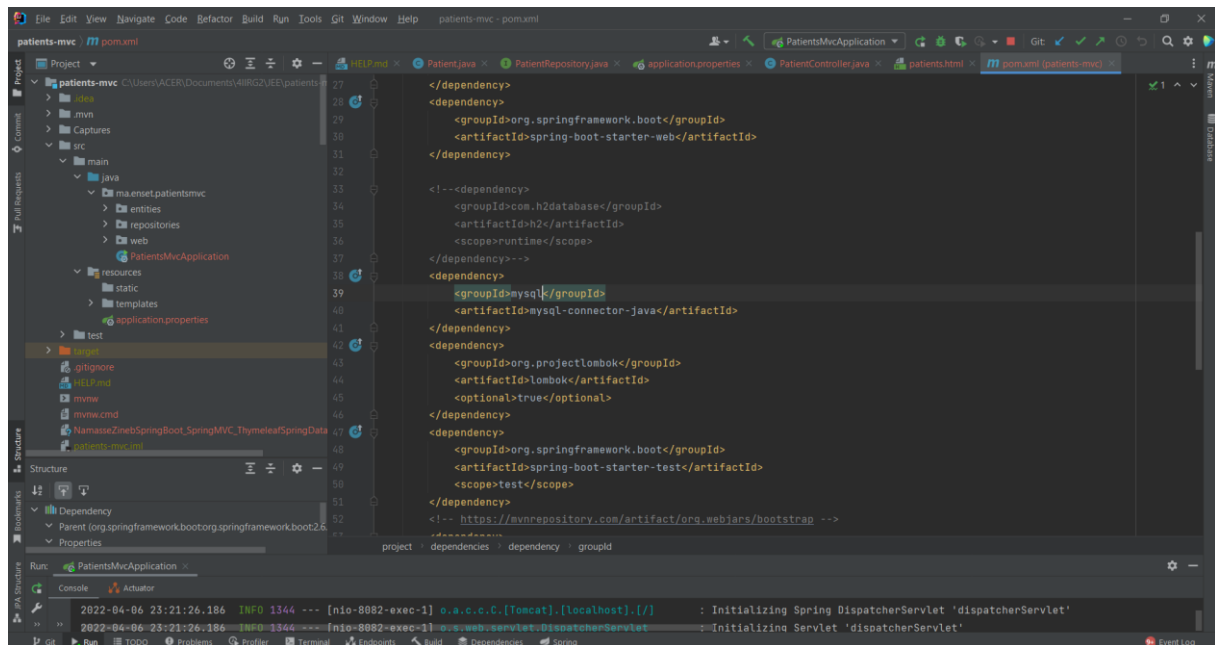 File Edit View Navigate Code Refactor Build Run Tools Git Window Help patients-mvc - pom.xml
patients-mvc pom.xml PatientsMvcApplication Git:
Project HELP.md Patient.java PatientRepository.java application.properties PatientController.java patients.html pom.xml (patients-mvc)
patients-mvc C:\Users\ACER\Documents\4IIRG2\JEE\patients-
.idea
.mvn
Captures
src
main
java
ma.enset.patientsmvc
entities
repositories
web
PatientsMvcApplication
resources
static
templates
application.properties
test
target
.gitignore
HELP.md
mvnw
mvnw.cmd
NamasseZinebSpringBoot_SpringMVC_ThymeleafSpringData
patients-mvc.iml
Structure
Dependency
Parent (org.springframework.boot:org.springframework.boot:2.6.
Properties
27 </dependency>
28 <dependency>
29 <groupId>org.springframework.boot</groupId>
30 <artifactId>spring-boot-starter-web</artifactId>
31 </dependency>
32
33 <!--<dependency>
34 <groupId>com.h2database</groupId>
35 <artifactId>h2</artifactId>
36 <scope>runtime</scope>
37 </dependency>-->
38 <dependency>
39 <groupId>mysql</groupId>
40 <artifactId>mysql-connector-java</artifactId>
41 </dependency>
42 <dependency>
43 <groupId>org.projectlombok</groupId>
44 <artifactId>lombok</artifactId>
45 <optional>true</optional>
46 </dependency>
47 <dependency>
48 <groupId>org.springframework.boot</groupId>
49 <artifactId>spring-boot-starter-test</artifactId>
50 <scope>test</scope>
51 </dependency>
52 <!-- https://mvnrepository.com/artifact/org.webjars/bootstrap -->
project dependencies dependency groupId
1
Project
Commit
Pull Requests
Structure
Bookmarks
JPA Structure
Maven
Database
Run: PatientsMvcApplication
Console Actuator
2022-04-06 23:21:26.186 INFO 1344 --- [nio-8082-exec-1] o.a.c.c.C.[Tomcat].[localhost].[/] : Initializing Spring DispatcherServlet 'dispatcherServlet'
2022-04-06 23:21:26.186 INFO 1344 --- [nio-8082-exec-1] o.s.web.servlet.DispatcherServlet : Initializing Servlet 'dispatcherServlet'
Git Run TODO Problems Profiler Terminal Endpoints Build Dependencies Spring Event Log